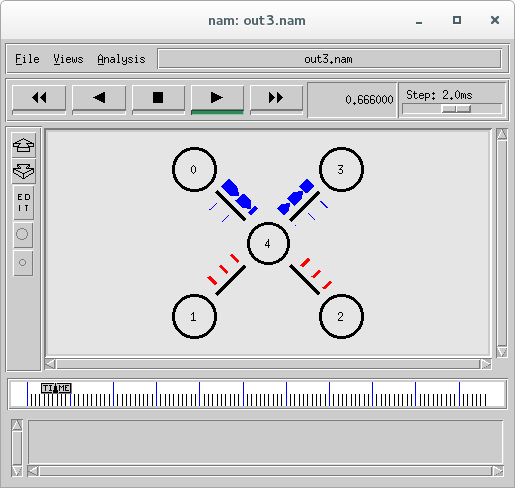 nam: out3.nam
File Views Analysis out3.nam
0.666000 Step: 2.0ms
E D
I T
0 3
4
1 2
TIME